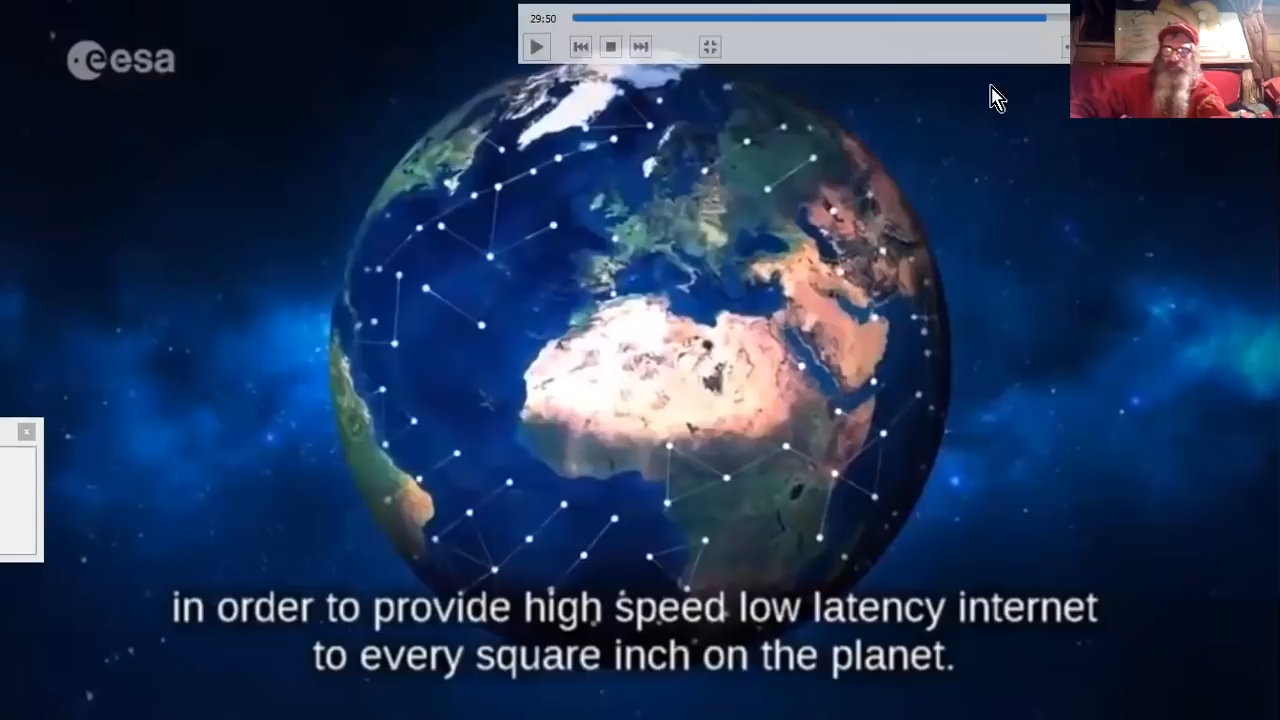 esa
29:50
x
in order to provide high speed low latency internet
to every square inch on the planet.